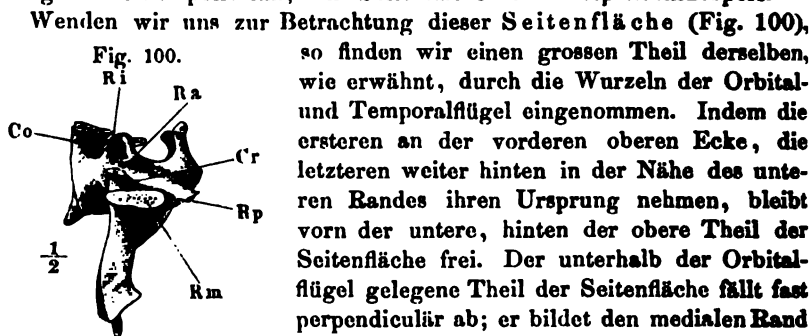 Wenden wir uns zur Betrachtung dieser Seitenfläche (Fig. 100),
Fig. 100.
Ri
Ra
Co
Cr
Rp
1/2
Rm
so finden wir einen grossen Theil derselben,
wie erwähnt, durch die Wurzeln der Orbital-
und Temporalflügel eingenommen. Indem die
ersteren an der vorderen oberen Ecke, die
letzteren weiter hinten in der Nähe des unte-
ren Randes ihren Ursprung nehmen, bleibt
vorn der untere, hinten der obere Theil der
Seitenfläche frei. Der unterhalb der Orbital-
flügel gelegene Theil der Seitenfläche fällt fast
perpendiculär ab; er bildet den medialen Rand